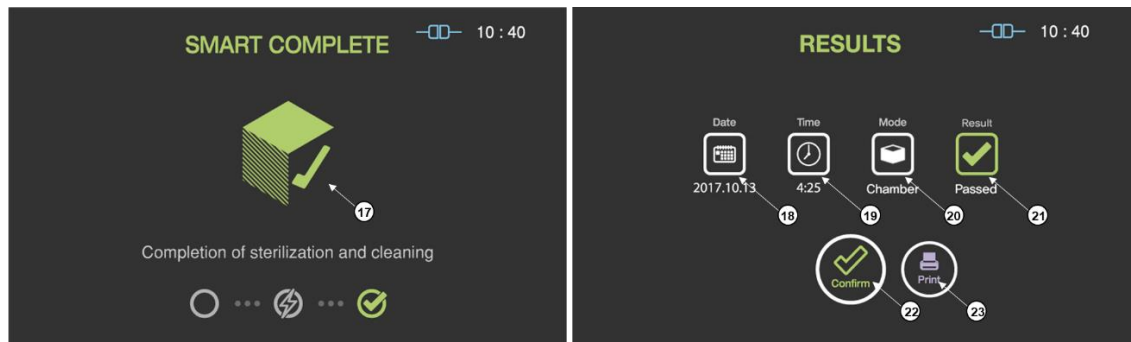 SMART COMPLETE
10 : 40
17
Completion of sterilization and cleaning
RESULTS
10 : 40
Date Time Mode Result
2017.10.13 4:25 Chamber Passed
18 19 20 21
Confirm Print
22 23